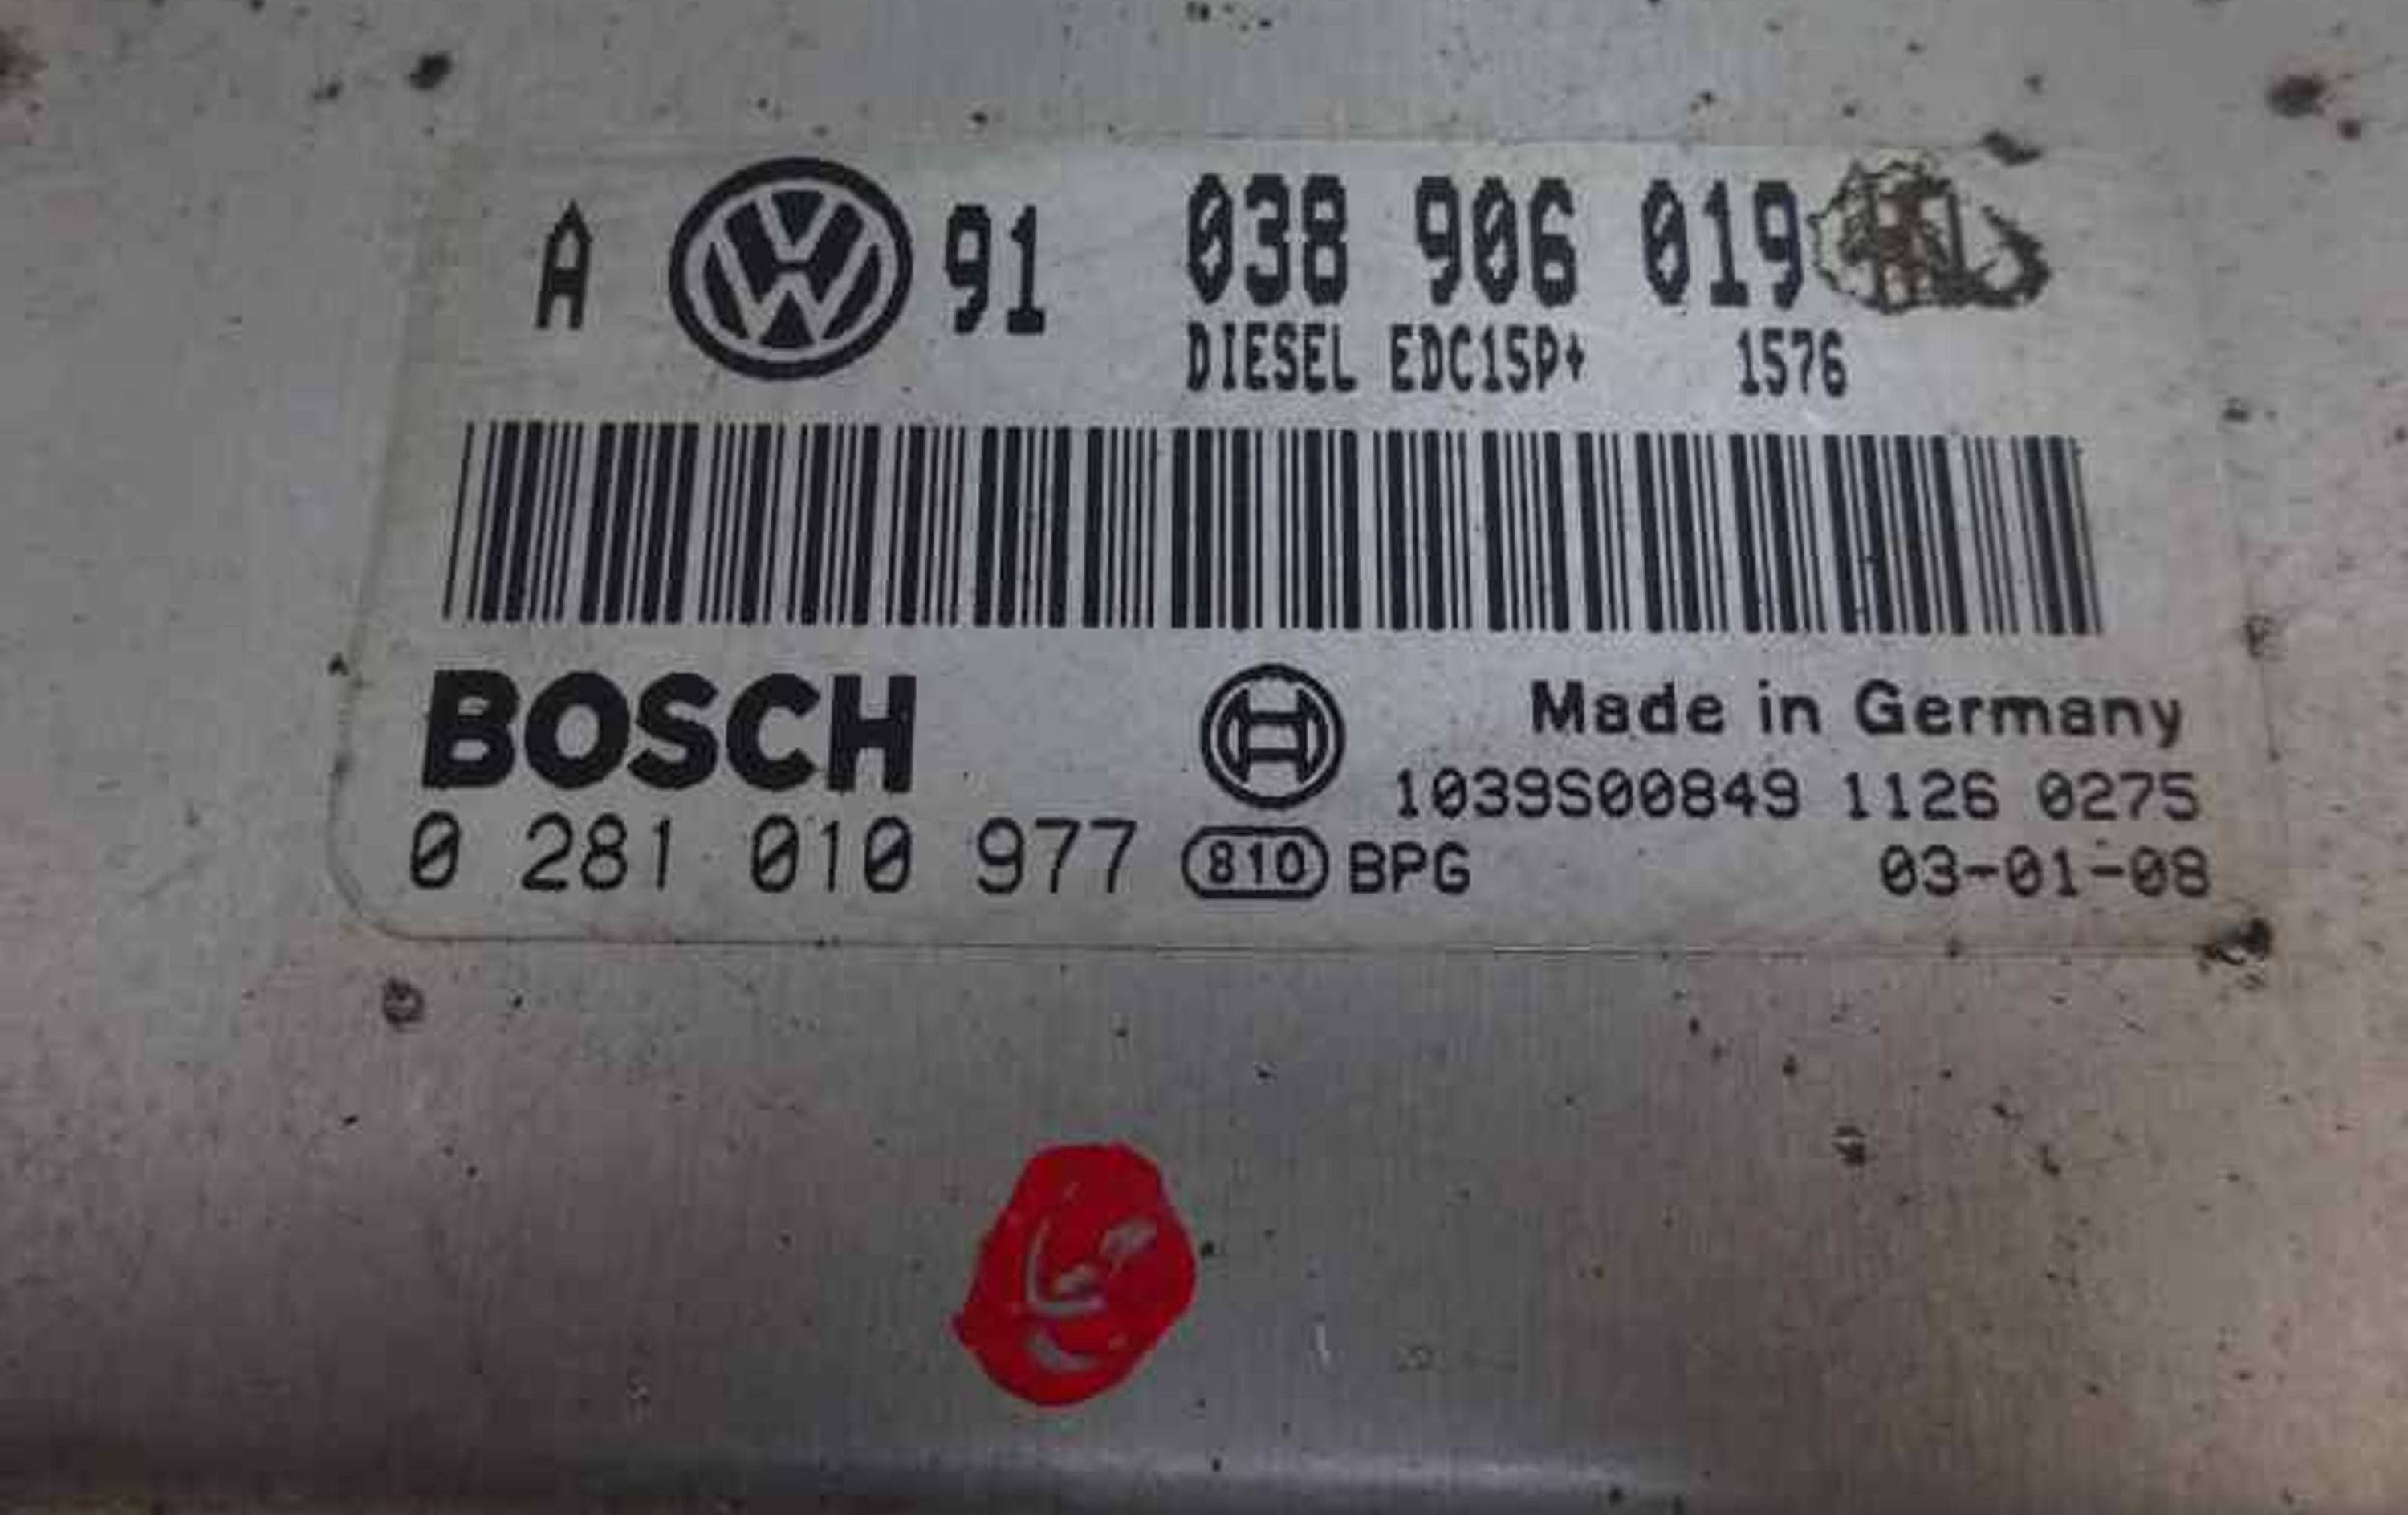 A VW 91 038 906 019
DIESEL EDC15P+ 1576
BOSCH
Made in Germany
1039S00849 1126 0275
0 281 010 977 810 BPG
03-01-08